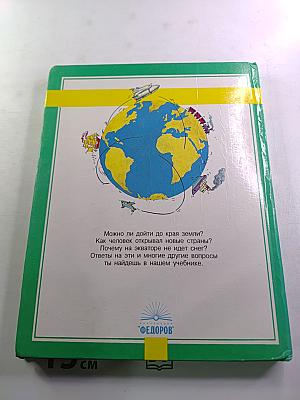 Можно ли дойти до края земли?
Как человек открывал новые страны?
Почему на экваторе не идет снег?
Ответы на эти и многие другие вопросы
ты найдешь в нашем учебнике.
"ФЕДОРОВ"
СМ